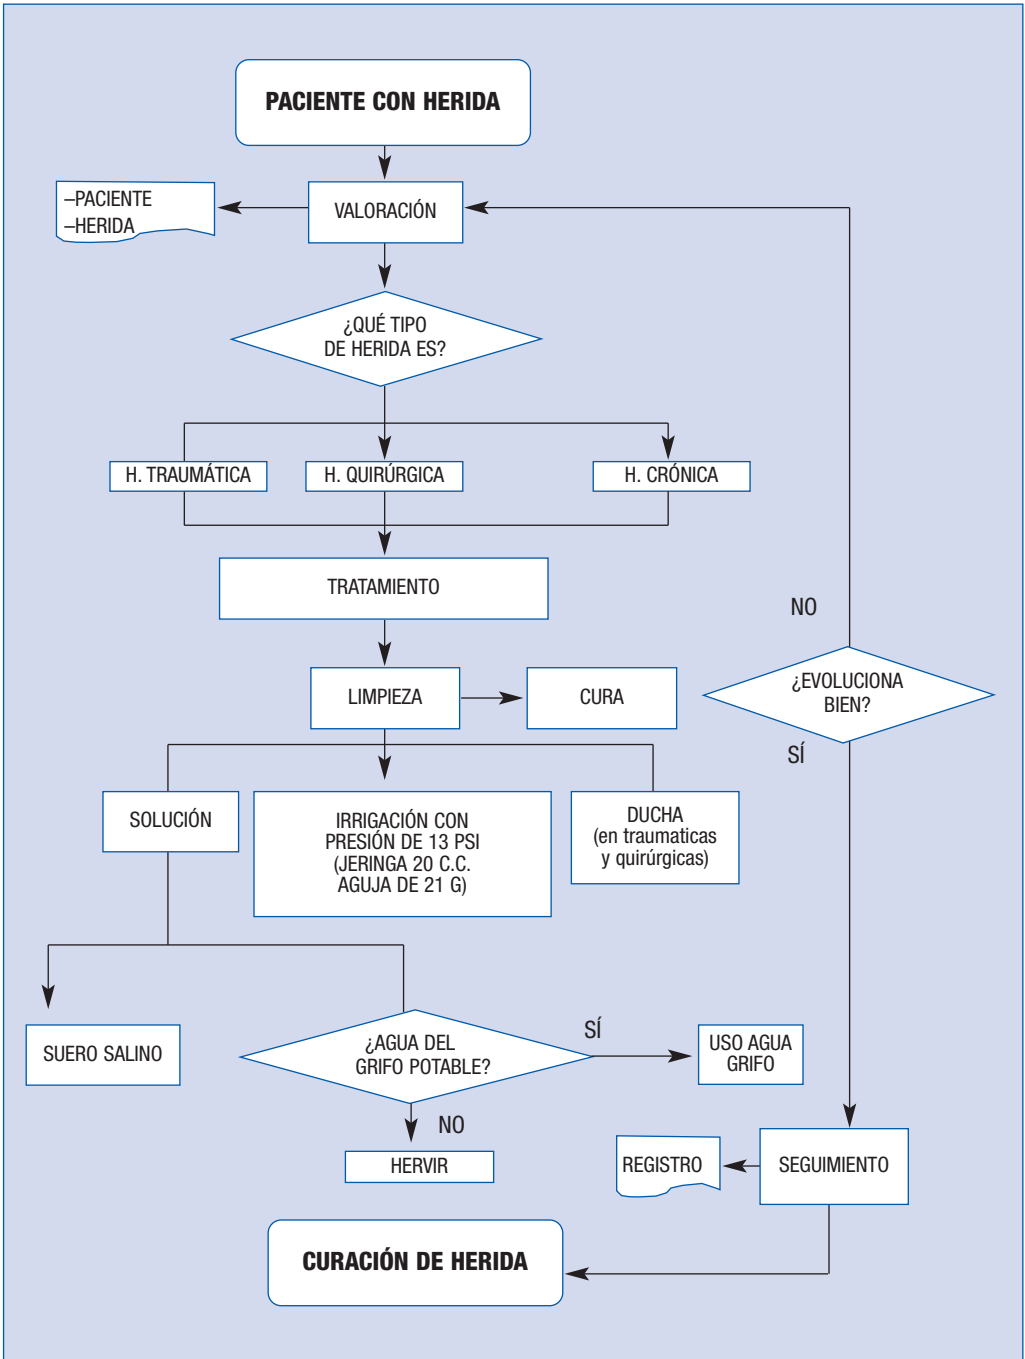 PACIENTE CON HERIDA
–PACIENTE
–HERIDA
VALORACIÓN
¿QUÉ TIPO
DE HERIDA ES?
H. TRAUMÁTICA
H. QUIRÚRGICA
H. CRÓNICA
TRATAMIENTO
NO
LIMPIEZA
CURA
¿EVOLUCIONA
BIEN?
SÍ
SOLUCIÓN
IRRIGACIÓN CON
PRESIÓN DE 13 PSI
(JERINGA 20 C.C.
AGUJA DE 21 G)
DUCHA
(en traumaticas
y quirúrgicas)
SUERO SALINO
¿AGUA DEL
GRIFO POTABLE?
SÍ
USO AGUA
GRIFO
NO
HERVIR
REGISTRO
SEGUIMIENTO
CURACIÓN DE HERIDA